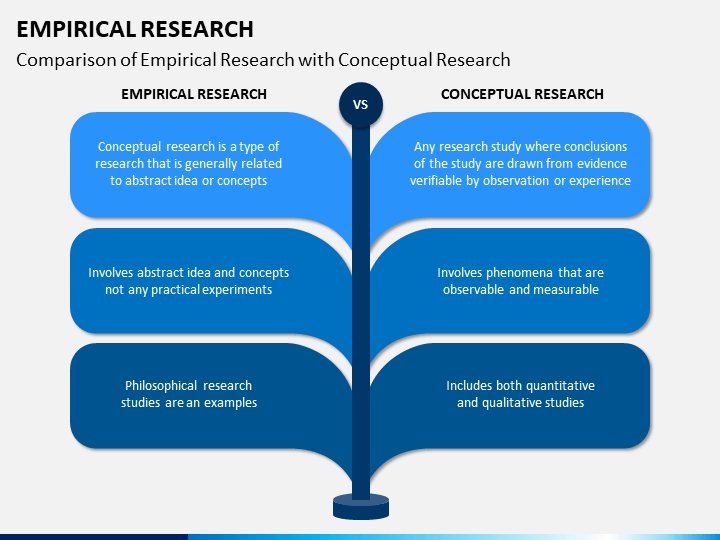 EMPIRICAL RESEARCH
Comparison of Empirical Research with Conceptual Research
EMPIRICAL RESEARCH
VS
CONCEPTUAL RESEARCH
Conceptual research is a type of
research that is generally related
to abstract idea or concepts
Any research study where conclusions
of the study are drawn from evidence
verifiable by observation or experience
Involves abstract idea and concepts
not any practical experiments
Involves phenomena that are
observable and measurable
Philosophical research
studies are an examples
Includes both quantitative
and qualitative studies